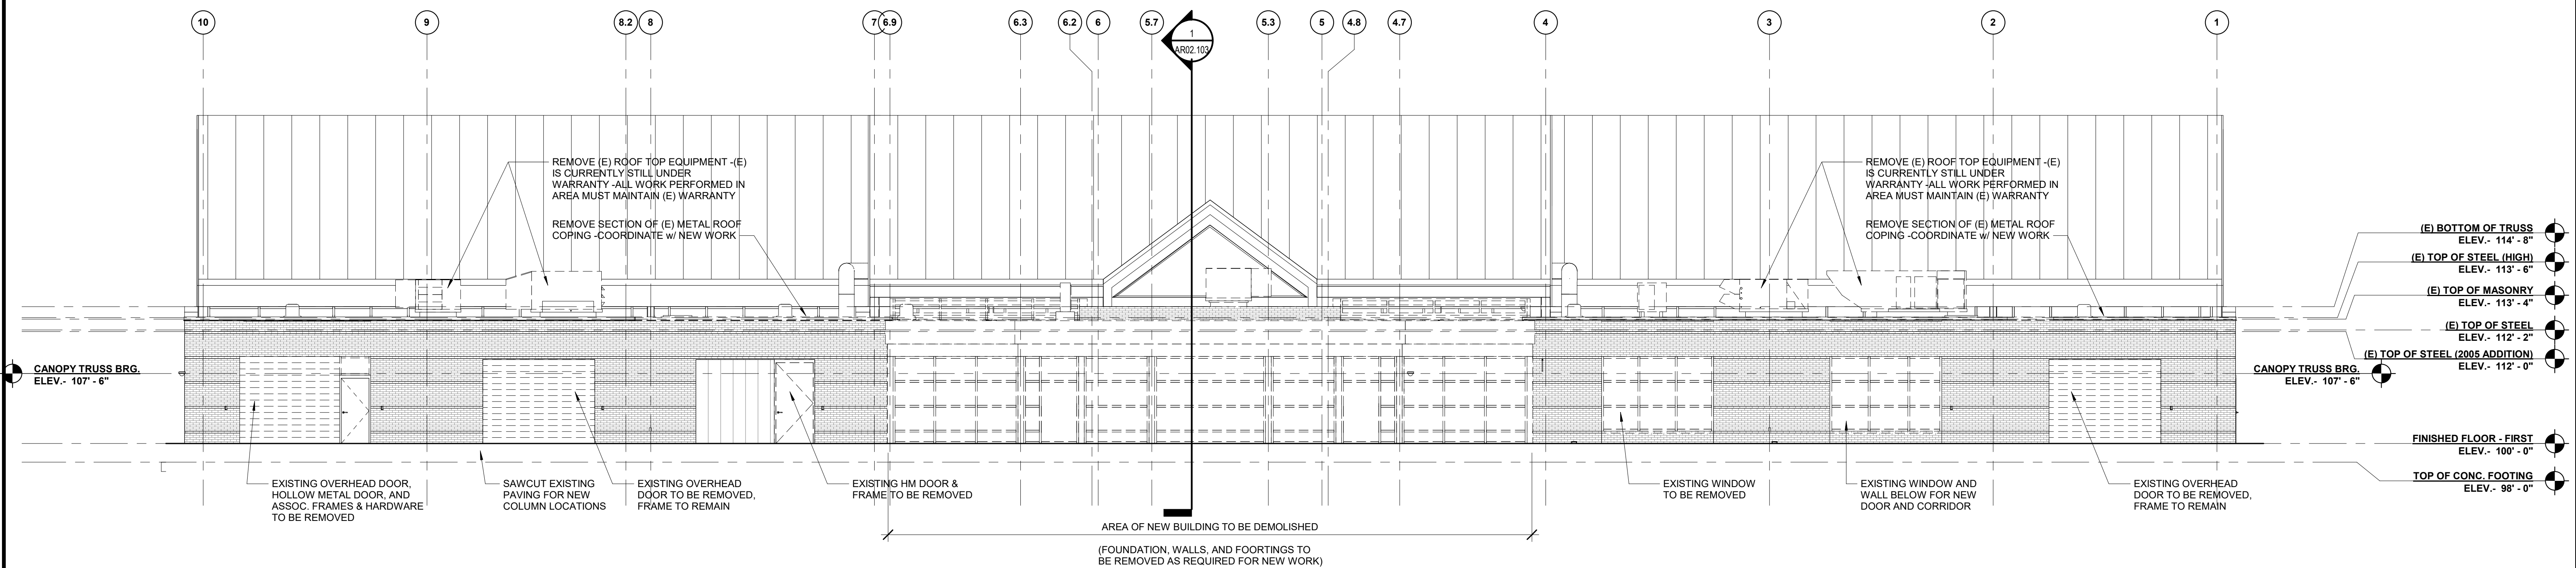 10
9
8.2
8
7
6.9
6.3
6.2
6
5.7
1
AR02.103
5.3
5
4.8
4.7
4
3
2
1
REMOVE (E) ROOF TOP EQUIPMENT -(E)
IS CURRENTLY STILL UNDER
WARRANTY -ALL WORK PERFORMED IN
AREA MUST MAINTAIN (E) WARRANTY
REMOVE SECTION OF (E) METAL ROOF
COPING -COORDINATE w/ NEW WORK
REMOVE (E) ROOF TOP EQUIPMENT -(E)
IS CURRENTLY STILL UNDER
WARRANTY -ALL WORK PERFORMED IN
AREA MUST MAINTAIN (E) WARRANTY
REMOVE SECTION OF (E) METAL ROOF
COPING -COORDINATE w/ NEW WORK
(E) BOTTOM OF TRUSS
ELEV.- 114' - 8"
(E) TOP OF STEEL (HIGH)
ELEV.- 113' - 6"
(E) TOP OF MASONRY
ELEV.- 113' - 4"
(E) TOP OF STEEL
ELEV.- 112' - 2"
(E) TOP OF STEEL (2005 ADDITION)
ELEV.- 112' - 0"
CANOPY TRUSS BRG.
ELEV.- 107' - 6"
CANOPY TRUSS BRG.
ELEV.- 107' - 6"
FINISHED FLOOR - FIRST
ELEV.- 100' - 0"
TOP OF CONC. FOOTING
ELEV.- 98' - 0"
EXISTING OVERHEAD DOOR,
HOLLOW METAL DOOR, AND
ASSOC. FRAMES & HARDWARE
TO BE REMOVED
SAWCUT EXISTING
PAVING FOR NEW
COLUMN LOCATIONS
EXISTING OVERHEAD
DOOR TO BE REMOVED,
FRAME TO REMAIN
EXISTING HM DOOR &
FRAME TO BE REMOVED
EXISTING WINDOW
TO BE REMOVED
EXISTING WINDOW AND
WALL BELOW FOR NEW
DOOR AND CORRIDOR
EXISTING OVERHEAD
DOOR TO BE REMOVED,
FRAME TO REMAIN
AREA OF NEW BUILDING TO BE DEMOLISHED
(FOUNDATION, WALLS, AND FOORTINGS TO
BE REMOVED AS REQUIRED FOR NEW WORK)